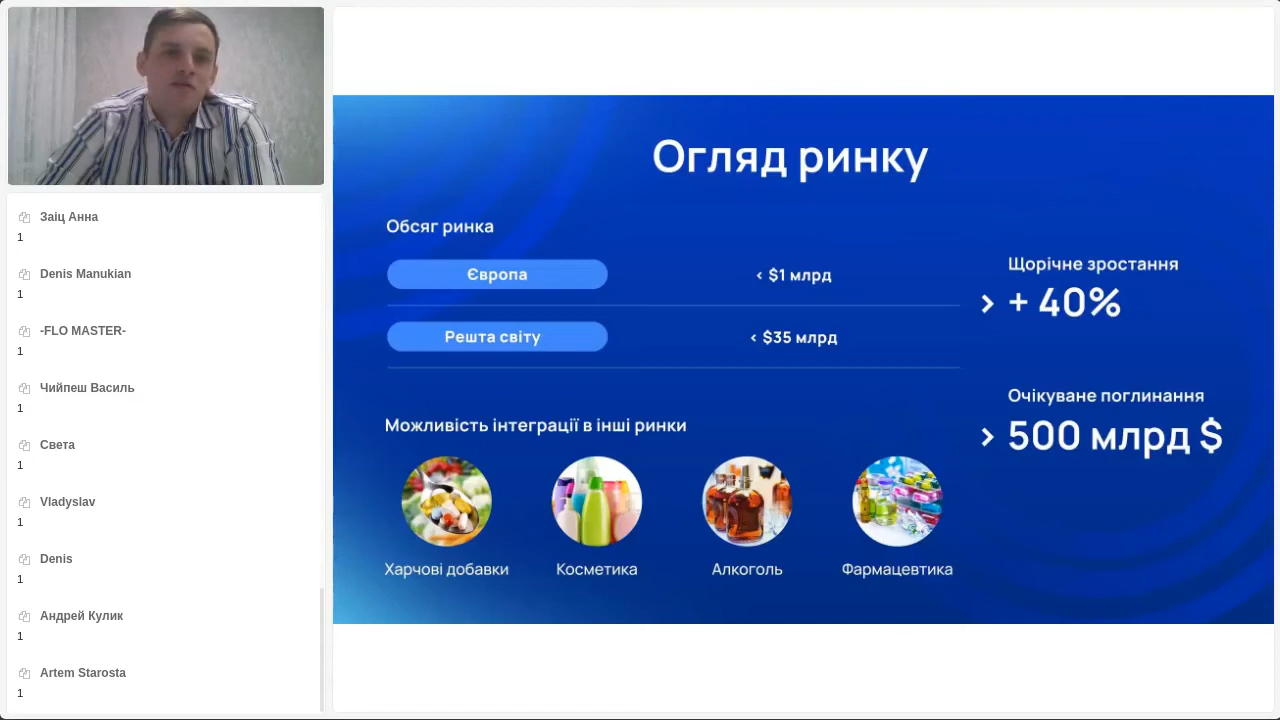 Заіц Анна
1
Denis Manukian
1
-FLO MASTER-
1
Чийпеш Василь
1
Света
1
Vladyslav
1
Denis
1
Андрей Кулик
1
Artem Starosta
1
Огляд ринку
Обсяг ринка
Європа
< $1 млрд
Решта світу
< $35 млрд
Щорічне зростання
> + 40%
Очікуване поглинання
> 500 млрд $
Можливість інтеграції в інші ринки
Харчові добавки
Косметика
Алкоголь
Фармацевтика